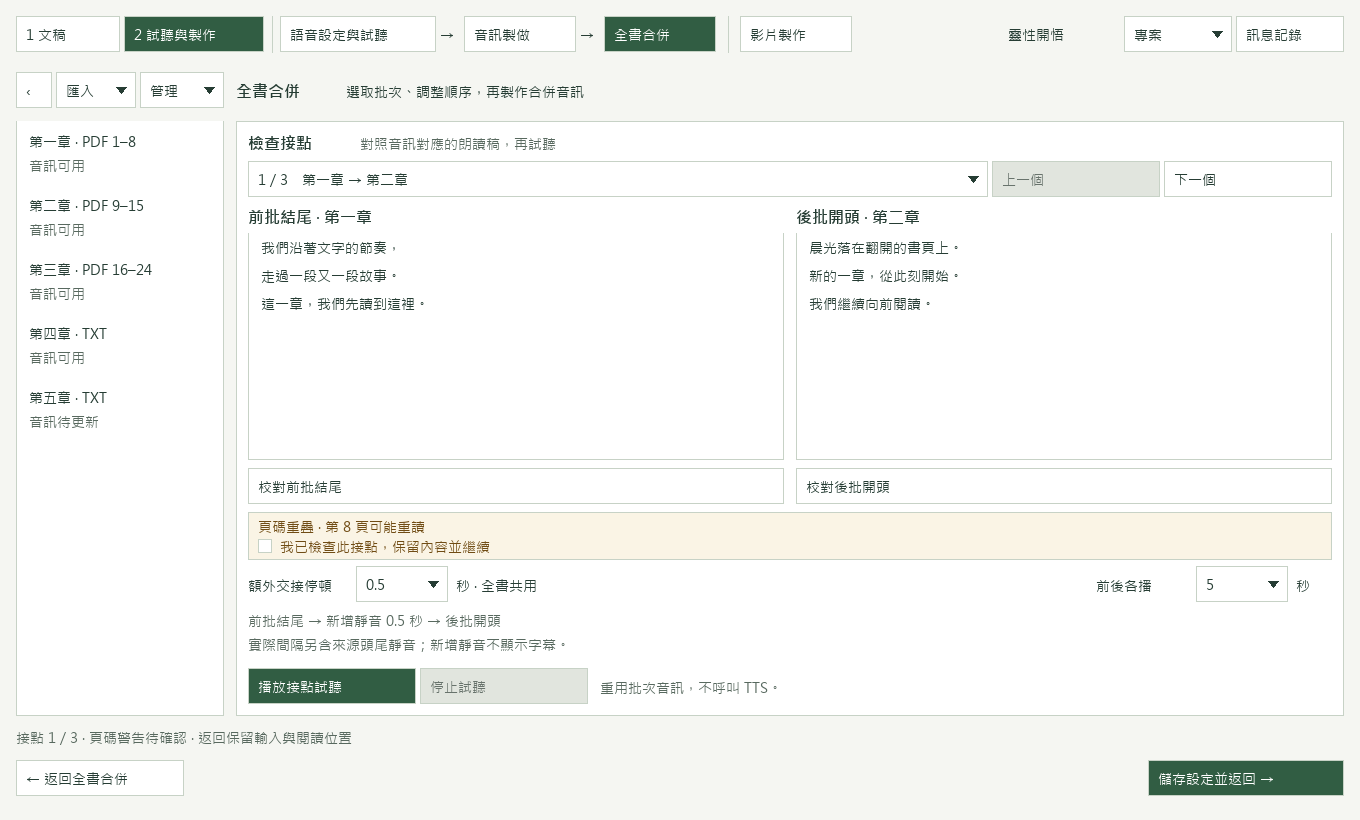 1 文稿
2 試聽與製作
語音設定與試聽
→
音訊製做
→
全書合併
影片製作
靈性開悟
專案
訊息記錄
‹
匯入
管理
全書合併
選取批次、調整順序，再製作合併音訊
第一章 · PDF 1–8
音訊可用
第二章 · PDF 9–15
音訊可用
第三章 · PDF 16–24
音訊可用
第四章 · TXT
音訊可用
第五章 · TXT
音訊待更新
檢查接點
對照音訊對應的朗讀稿，再試聽
1 / 3　第一章 → 第二章
上一個
下一個
前批結尾 · 第一章
我們沿著文字的節奏，
走過一段又一段故事。
這一章，我們先讀到這裡。
後批開頭 · 第二章
晨光落在翻開的書頁上。
新的一章，從此刻開始。
我們繼續向前閱讀。
校對前批結尾
校對後批開頭
頁碼重疊 · 第 8 頁可能重讀
我已檢查此接點，保留內容並繼續
額外交接停頓
0.5
秒 · 全書共用
前後各播
5
秒
前批結尾 → 新增靜音 0.5 秒 → 後批開頭
實際間隔另含來源頭尾靜音；新增靜音不顯示字幕。
播放接點試聽
停止試聽
重用批次音訊，不呼叫 TTS。
接點 1 / 3 · 頁碼警告待確認 · 返回保留輸入與閱讀位置
← 返回全書合併
儲存設定並返回 →